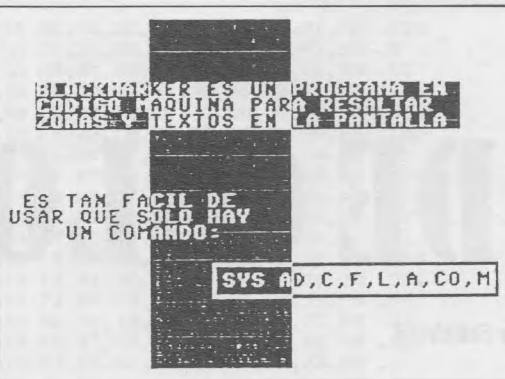 BLOCKMARKER ES UN PROGRAMA EN
CODIGO MAQUINA PARA RESALTAR
ZONAS Y TEXTOS EN LA PANTALLA
ES TAN FACIL DE
USAR QUE SOLO HAY
UN COMANDO:
SYS AD,C,F,L,A,CO,M